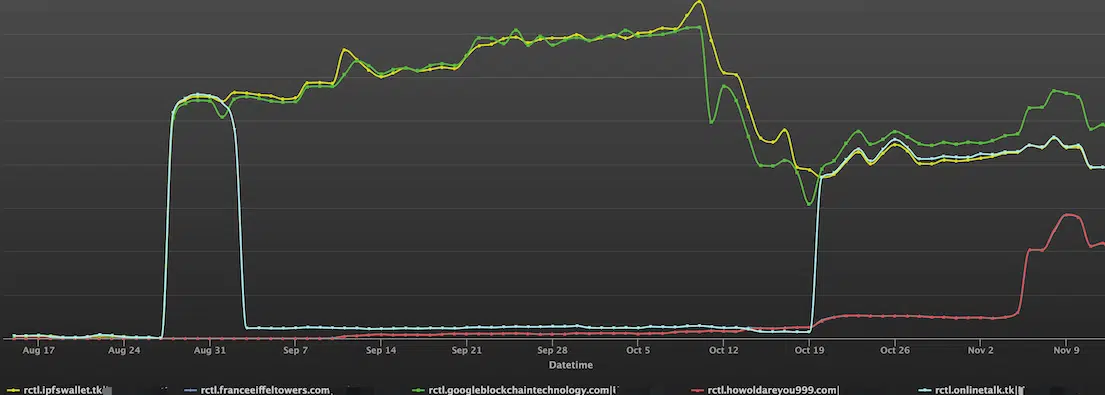 Aug 17 Aug 24 Aug 31 Sep 7 Sep 14 Sep 21 Sep 28 Oct 5 Oct 12 Oct 19 Oct 26 Nov 2 Nov 9
Datetime
rctl.ipfswallet.tk rctl.franceeiffeltowers.com rctl.googleblockchaintechnology.com| rctl.howoldareyou999.com| rctl.onlinetalk.tk|